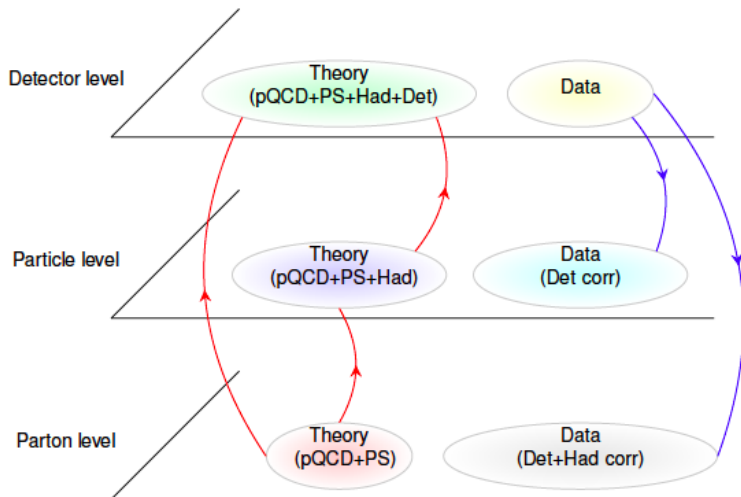 Detector level
Theory
(pQCD+PS+Had+Det)
Data
Particle level
Theory
(pQCD+PS+Had)
Data
(Det corr)
Parton level
Theory
(pQCD+PS)
Data
(Det+Had corr)